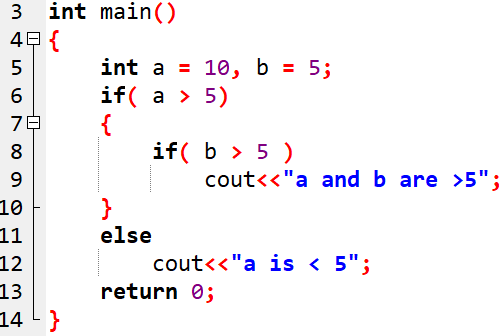 3 int main()
4 {
5 int a = 10, b = 5;
6 if( a > 5)
7 {
8 if( b > 5 )
9 cout<<"a and b are >5";
10 }
11 else
12 cout<<"a is < 5";
13 return 0;
14 }